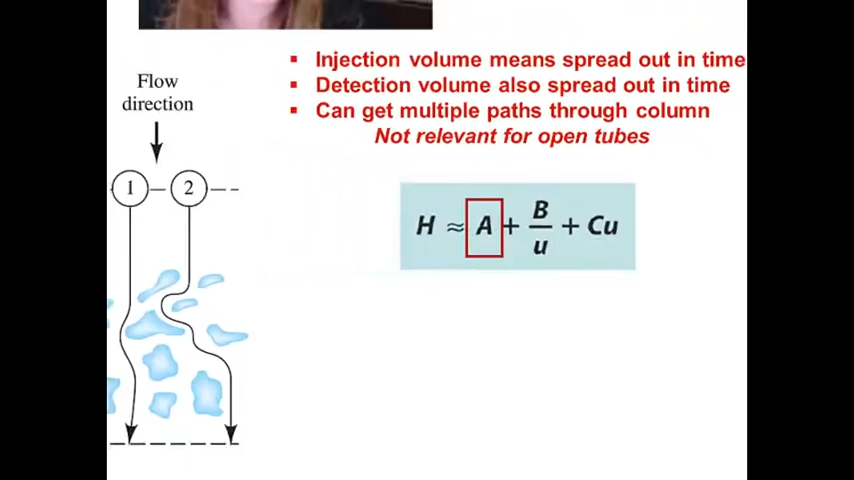 ▪ Injection volume means spread out in time
▪ Detection volume also spread out in time
▪ Can get multiple paths through column
Not relevant for open tubes
Flow
direction
1 2
H ≈ A + B/u + Cu